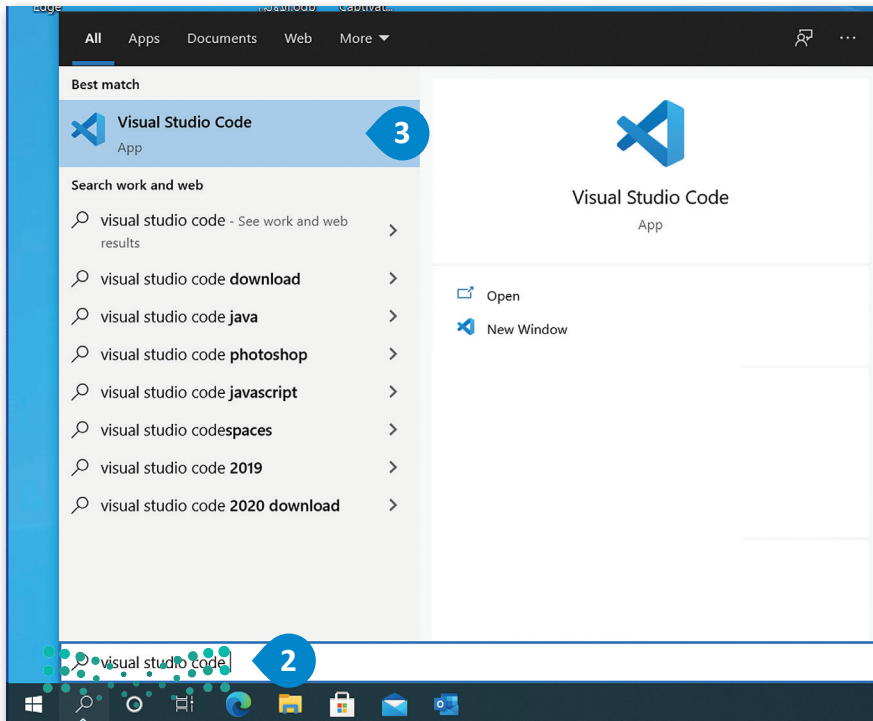 Edge
All Apps Documents Web More
Best match
Visual Studio Code
App
3
Search work and web
visual studio code - See work and web
results
visual studio code download
visual studio code java
visual studio code photoshop
visual studio code javascript
visual studio codespaces
visual studio code 2019
visual studio code 2020 download
Visual Studio Code
App
Open
New Window
visual studio code
2